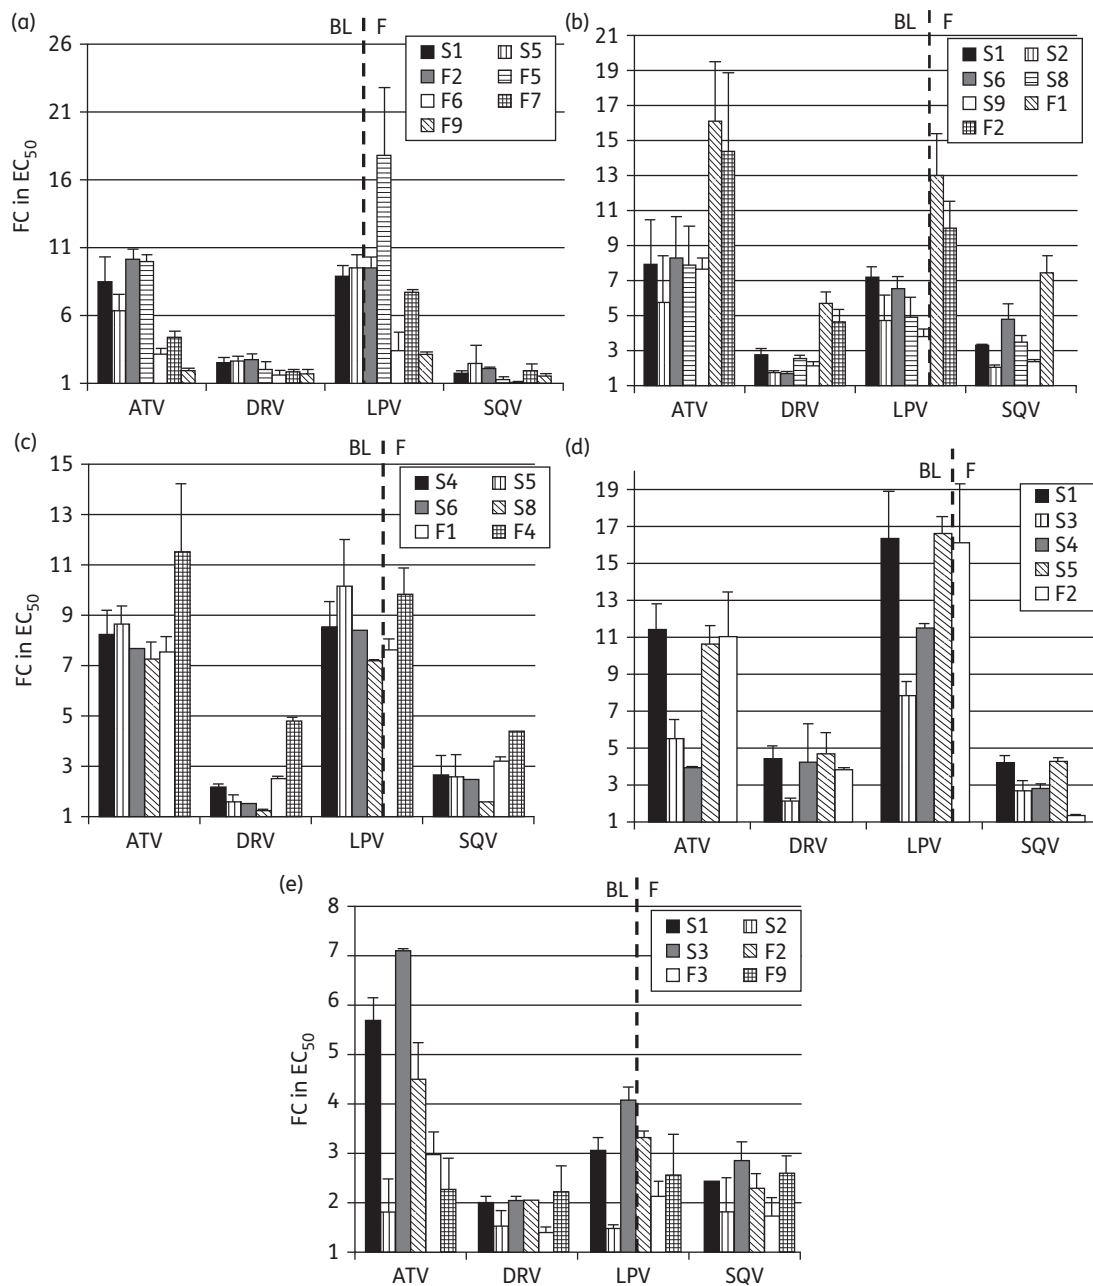 (a)
BL F
FC in EC50
26
21
16
11
6
1
S1 S5
F2 F5
F6 F7
F9
ATV DRV LPV SQV
(b)
BL F
21
19
17
15
13
11
9
7
5
3
1
S1 S2
S6 S8
S9 F1
F2
ATV DRV LPV SQV
(c)
BL F
FC in EC50
15
13
11
9
7
5
3
1
S4 S5
S6 S8
F1 F4
ATV DRV LPV SQV
(d)
BL F
19
17
15
13
11
9
7
5
3
1
S1
S3
S4
S5
F2
ATV DRV LPV SQV
(e)
BL F
FC in EC50
8
7
6
5
4
3
2
1
S1 S2
S3 F2
F3 F9
ATV DRV LPV SQV